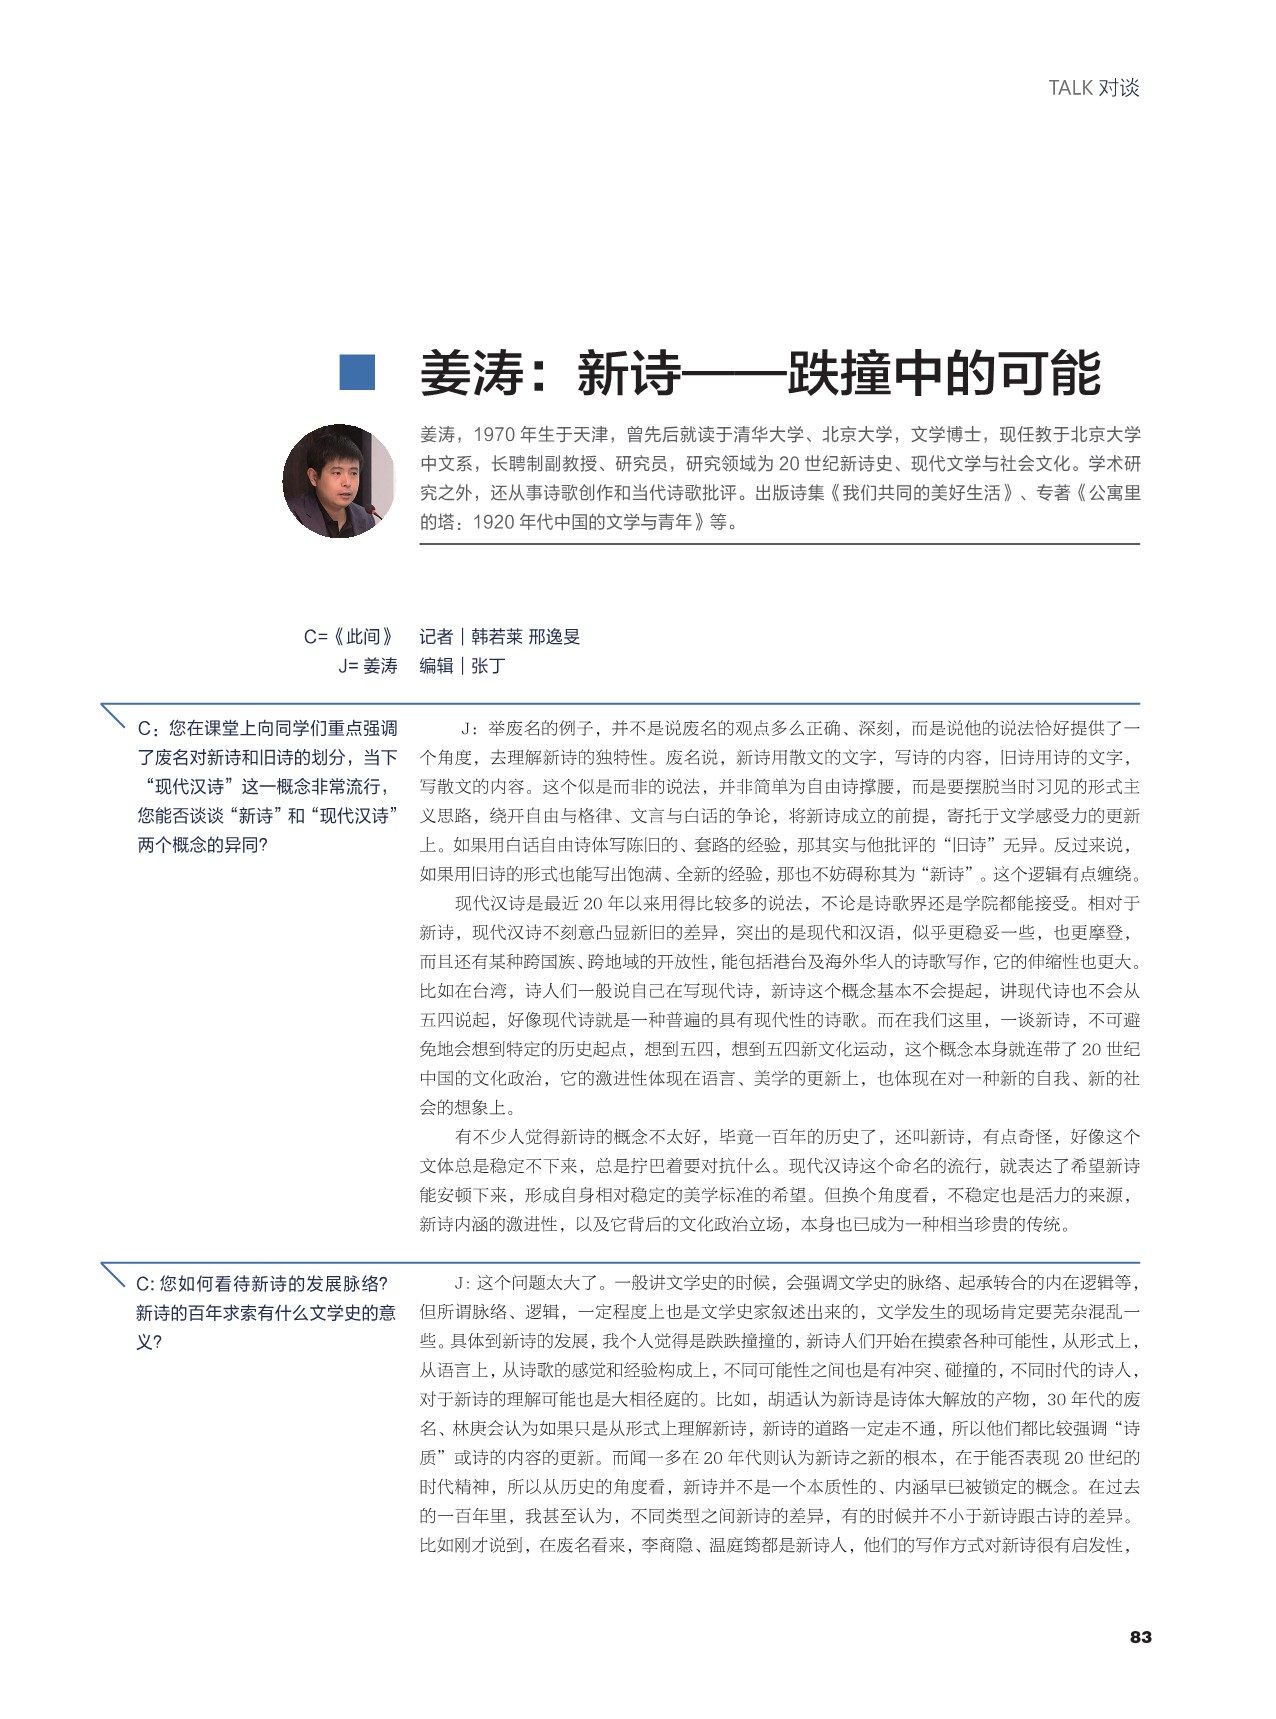 TALK 对谈
姜涛：新诗——跌撞中的可能
姜涛，1970 年生于天津，曾先后就读于清华大学、北京大学，文学博士，现任教于北京大学
中文系，长聘制副教授、研究员，研究领域为 20 世纪新诗史、现代文学与社会文化。学术研
究之外，还从事诗歌创作和当代诗歌批评。出版诗集《我们共同的美好生活》、专著《公寓里
的塔：1920 年代中国的文学与青年》等。
C=《此间》 记者｜韩若莱 邢逸旻
J= 姜涛 编辑｜张丁
C：您在课堂上向同学们重点强调
了废名对新诗和旧诗的划分，当下
“现代汉诗”这一概念非常流行，
您能否谈谈“新诗”和“现代汉诗”
两个概念的异同？
J：举废名的例子，并不是说废名的观点多么正确、深刻，而是说他的说法恰好提供了一
个角度，去理解新诗的独特性。废名说，新诗用散文的文字，写诗的内容，旧诗用诗的文字，
写散文的内容。这个似是而非的说法，并非简单为自由诗撑腰，而是要摆脱当时习见的形式主
义思路，绕开自由与格律、文言与白话的争论，将新诗成立的前提，寄托于文学感受力的更新
上。如果用白话自由诗体写陈旧的、套路的经验，那其实与他批评的“旧诗”无异。反过来说，
如果用旧诗的形式也能写出饱满、全新的经验，那也不妨碍称其为“新诗”。这个逻辑有点缠绕。
现代汉诗是最近 20 年以来用得比较多的说法，不论是诗歌界还是学院都能接受。相对于
新诗，现代汉诗不刻意凸显新旧的差异，突出的是现代和汉语，似乎更稳妥一些，也更摩登，
而且还有某种跨国族、跨地域的开放性，能包括港台及海外华人的诗歌写作，它的伸缩性也更大。
比如在台湾，诗人们一般说自己在写现代诗，新诗这个概念基本不会提起，讲现代诗也不会从
五四说起，好像现代诗就是一种普遍的具有现代性的诗歌。而在我们这里，一谈新诗，不可避
免地会想到特定的历史起点，想到五四，想到五四新文化运动，这个概念本身就连带了 20 世纪
中国的文化政治，它的激进性体现在语言、美学的更新上，也体现在对一种新的自我、新的社
会的想象上。
有不少人觉得新诗的概念不太好，毕竟一百年的历史了，还叫新诗，有点奇怪，好像这个
文体总是稳定不下来，总是拧巴着要对抗什么。现代汉诗这个命名的流行，就表达了希望新诗
能安顿下来，形成自身相对稳定的美学标准的希望。但换个角度看，不稳定也是活力的来源，
新诗内涵的激进性，以及它背后的文化政治立场，本身也已成为一种相当珍贵的传统。
C: 您如何看待新诗的发展脉络？
新诗的百年求索有什么文学史的意
义？
J: 这个问题太大了。一般讲文学史的时候，会强调文学史的脉络、起承转合的内在逻辑等，
但所谓脉络、逻辑，一定程度上也是文学史家叙述出来的，文学发生的现场肯定要芜杂混乱一
些。具体到新诗的发展，我个人觉得是跌跌撞撞的，新诗人们开始在摸索各种可能性，从形式上，
从语言上，从诗歌的感觉和经验构成上，不同可能性之间也是有冲突、碰撞的，不同时代的诗人，
对于新诗的理解可能也是大相径庭的。比如，胡适认为新诗是诗体大解放的产物，30 年代的废
名、林庚会认为如果只是从形式上理解新诗，新诗的道路一定走不通，所以他们都比较强调“诗
质”或诗的内容的更新。而闻一多在 20 年代则认为新诗之新的根本，在于能否表现 20 世纪的
时代精神，所以从历史的角度看，新诗并不是一个本质性的、内涵早已被锁定的概念。在过去
的一百年里，我甚至认为，不同类型之间新诗的差异，有的时候并不小于新诗跟古诗的差异。
比如刚才说到，在废名看来，李商隐、温庭筠都是新诗人，他们的写作方式对新诗很有启发性，
83